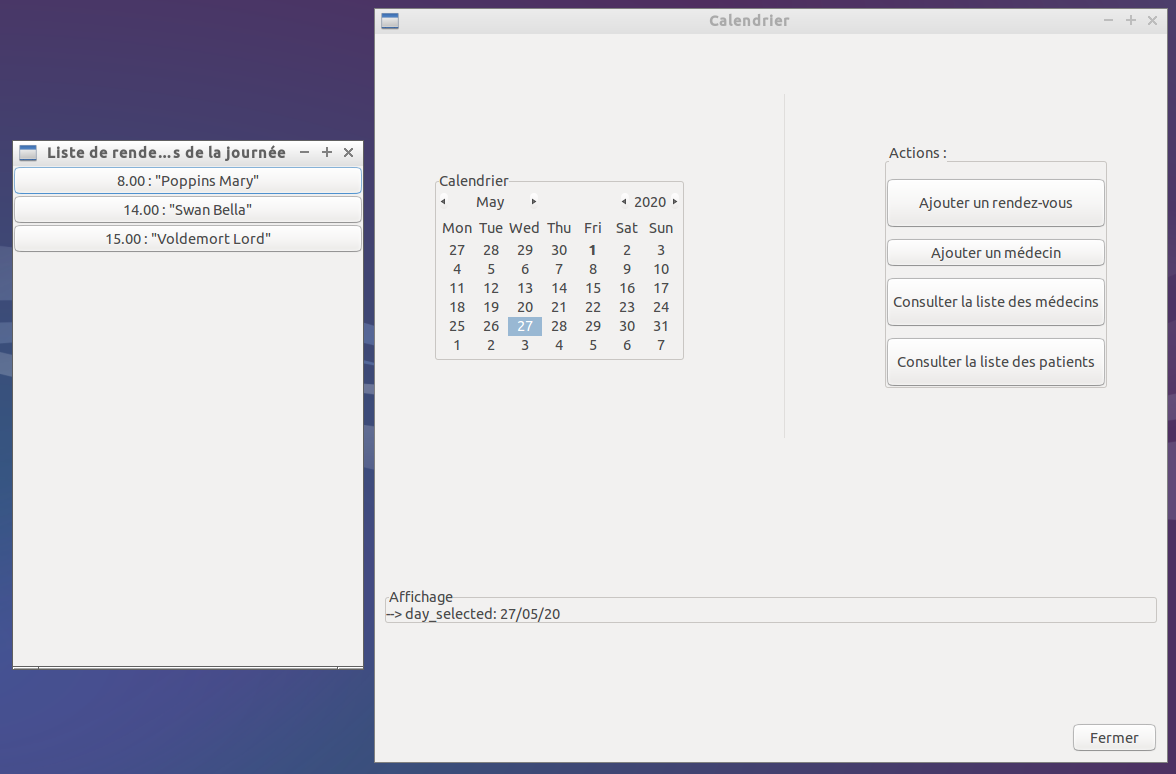 Liste de rende...s de la journée
8.00 : "Poppins Mary"
14.00 : "Swan Bella"
15.00 : "Voldemort Lord"
Calendrier
Calendrier
May 2020
Mon Tue Wed Thu Fri Sat Sun
27 28 29 30 1 2 3
4 5 6 7 8 9 10
11 12 13 14 15 16 17
18 19 20 21 22 23 24
25 26 27 28 29 30 31
1 2 3 4 5 6 7
Actions :
Ajouter un rendez-vous
Ajouter un médecin
Consulter la liste des médecins
Consulter la liste des patients
Affichage
--> day_selected: 27/05/20
Fermer